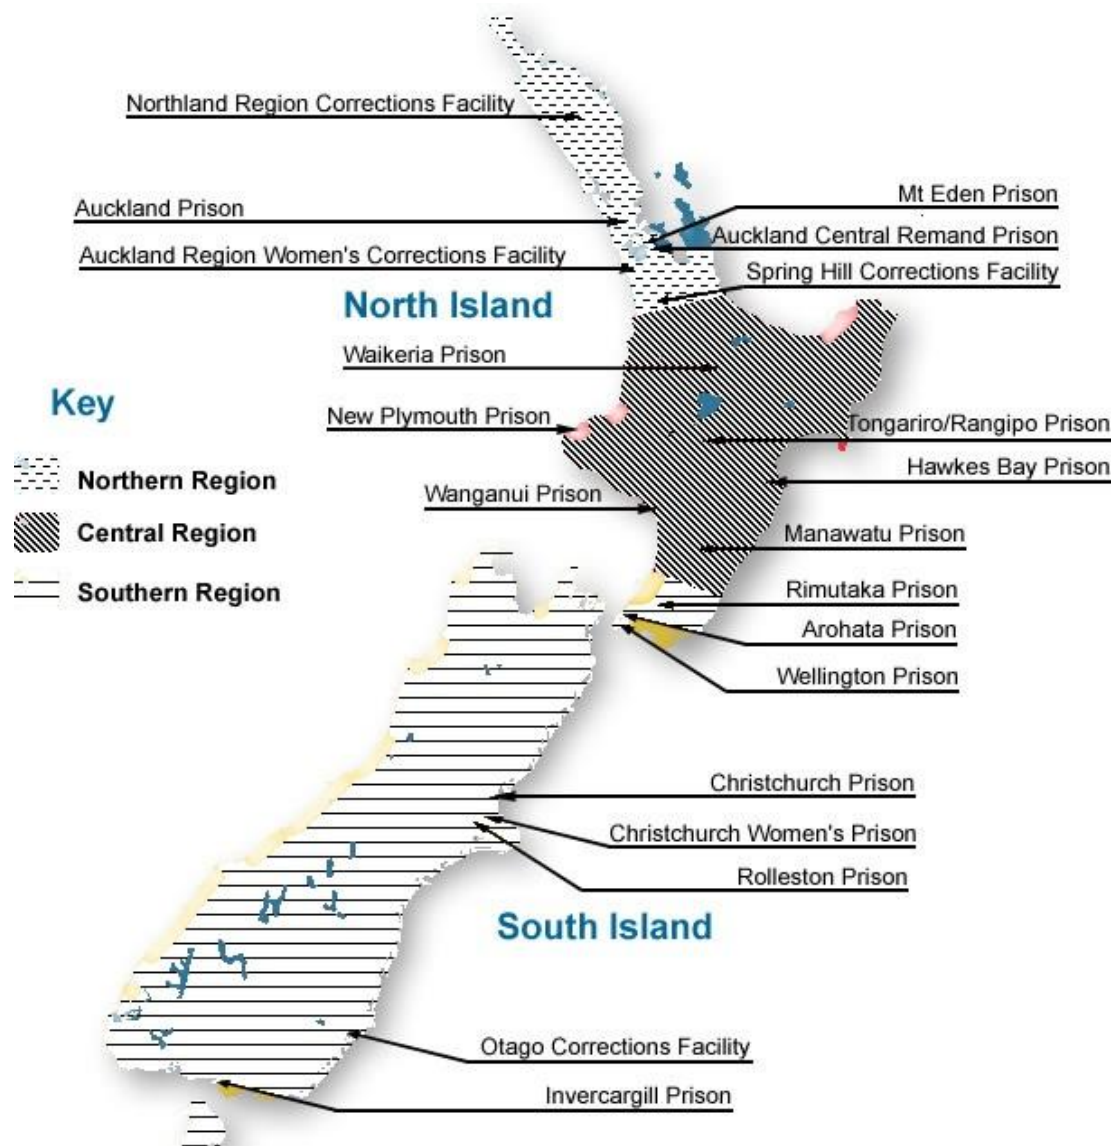 Northland Region Corrections Facility
Auckland Prison
Mt Eden Prison
Auckland Central Remand Prison
Auckland Region Women's Corrections Facility
Spring Hill Corrections Facility
North Island
Waikeria Prison
Key
New Plymouth Prison
Tongariro/Rangipo Prison
Northern Region
Hawkes Bay Prison
Wanganui Prison
Central Region
Manawatu Prison
Southern Region
Rimutaka Prison
Arohata Prison
Wellington Prison
Christchurch Prison
Christchurch Women's Prison
Rolleston Prison
South Island
Otago Corrections Facility
Invercargill Prison